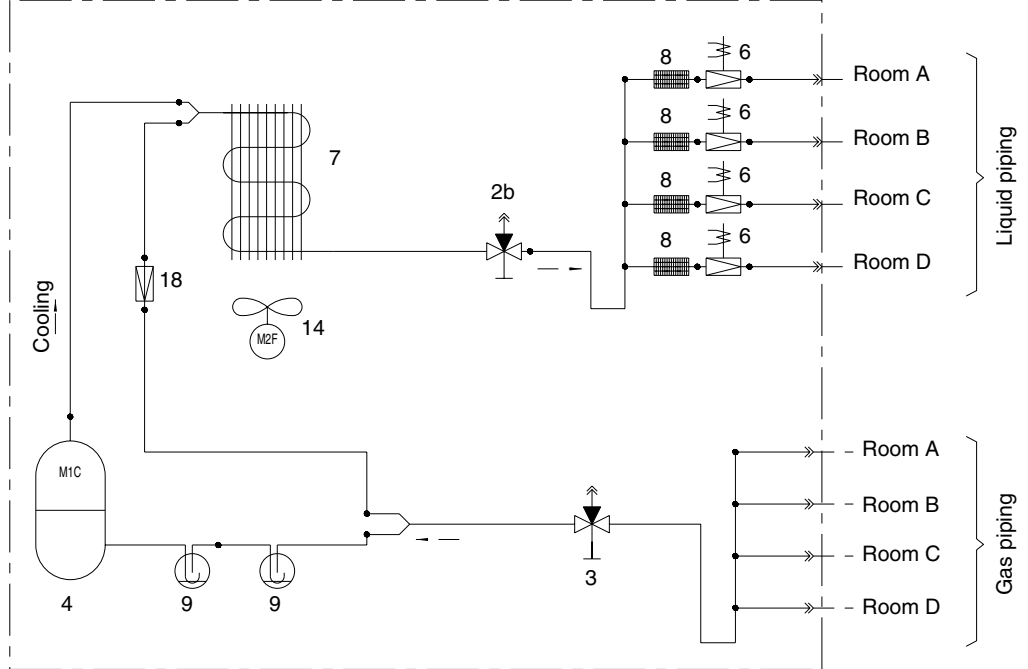 8
6
Room A
8
6
Room B
7
2b
8
6
Room C
8
6
Room D
Liquid piping
18
Cooling
14
M2F
M1C
Room A
Room B
Room C
Room D
Gas piping
3
4
9
9